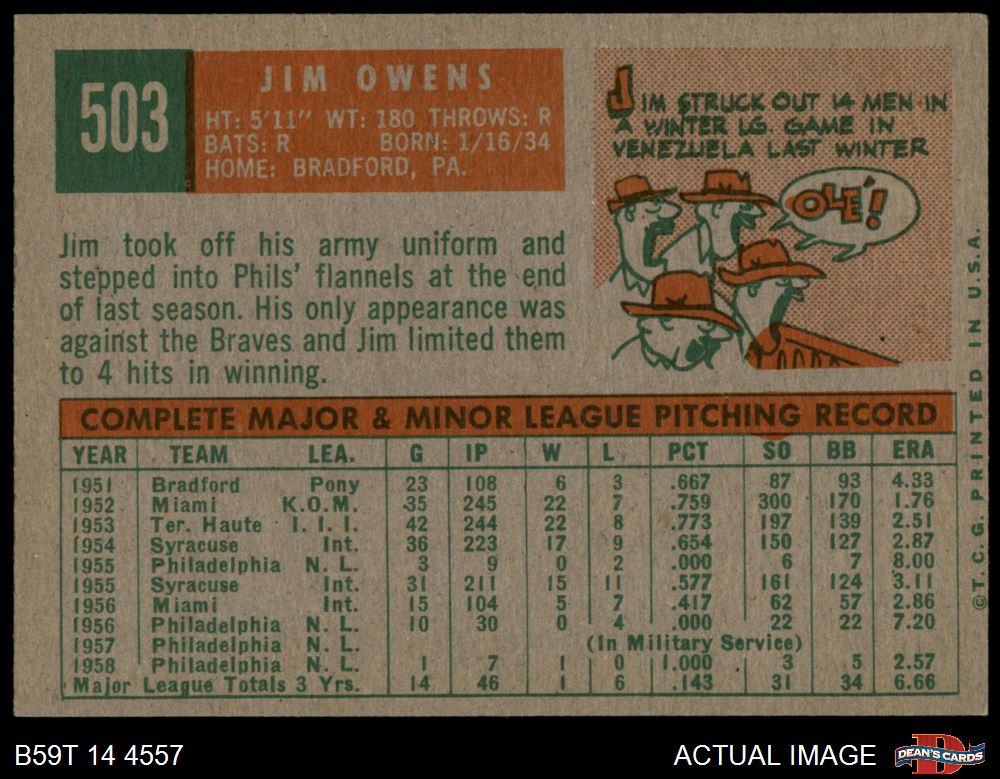 503
JIM OWENS
HT: 5'11" WT: 180 THROWS: R
BATS: R BORN: 1/16/34
HOME: BRADFORD, PA.
JIM STRUCK OUT 14 MEN IN
A WINTER LG. GAME IN
VENEZUELA LAST WINTER
OLÉ!
Jim took off his army uniform and
stepped into Phils' flannels at the end
of last season. His only appearance was
against the Braves and Jim limited them
to 4 hits in winning.
COMPLETE MAJOR & MINOR LEAGUE PITCHING RECORD
YEAR TEAM LEA. G IP W L PCT SO BB ERA
1951 Bradford Pony 23 108 6 3 .667 87 93 4.33
1952 Miami K.O.M. 35 245 22 7 .759 300 170 1.76
1953 Ter. Haute I. I. I. 42 244 22 8 .773 197 139 2.51
1954 Syracuse Int. 36 223 17 9 .654 150 127 2.87
1955 Philadelphia N. L. 3 9 0 2 .000 6 7 8.00
1955 Syracuse Int. 31 211 15 11 .577 161 124 3.11
1956 Miami Int. 15 104 5 7 .417 62 57 2.86
1956 Philadelphia N. L. 10 30 0 4 .000 22 22 7.20
1957 Philadelphia N. L. (In Military Service)
1958 Philadelphia N. L. 1 7 1 0 1.000 3 5 2.57
Major League Totals 3 Yrs. 14 46 1 6 .143 31 34 6.66
©T.C.G. PRINTED IN U.S.A.
B59T 14 4557
ACTUAL IMAGE
DEAN'S CARDS